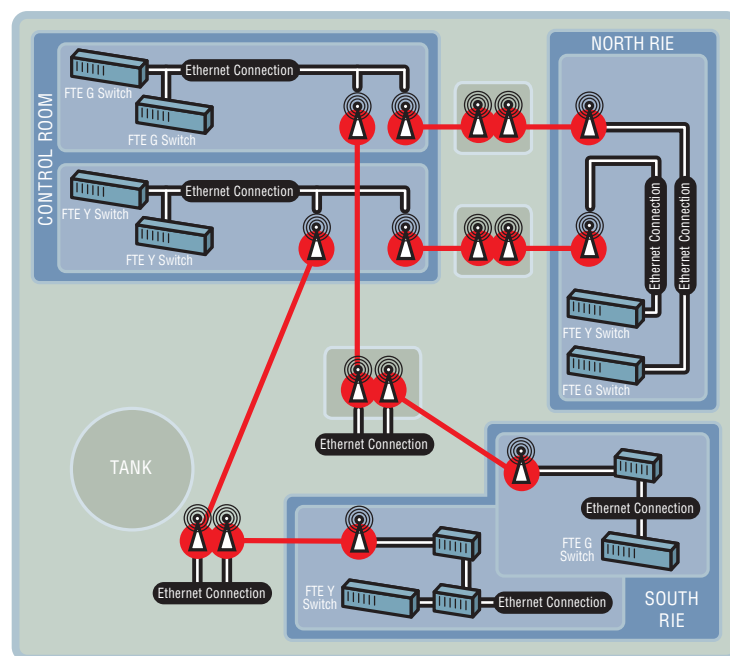 CONTROL ROOM
FTE G Switch
FTE G Switch
Ethernet Connection
FTE Y Switch
FTE Y Switch
Ethernet Connection
NORTH RIE
Ethernet Connection
Ethernet Connection
FTE Y Switch
FTE G Switch
Ethernet Connection
TANK
Ethernet Connection
Ethernet Connection
FTE G
Switch
FTE Y
Switch
Ethernet Connection
SOUTH
RIE